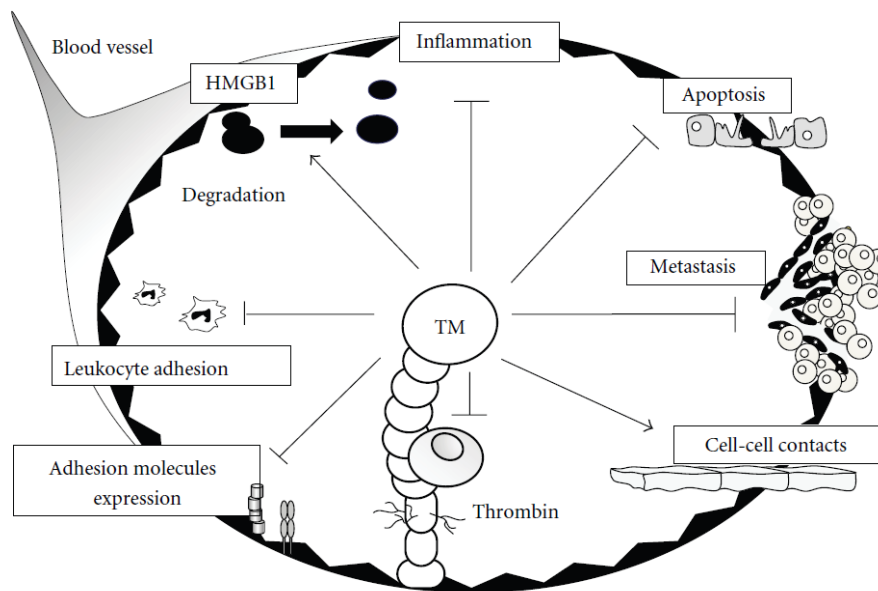 Blood vessel
Inflammation
HMGB1
Apoptosis
Degradation
Metastasis
TM
Leukocyte adhesion
Cell-cell contacts
Adhesion molecules
expression
Thrombin